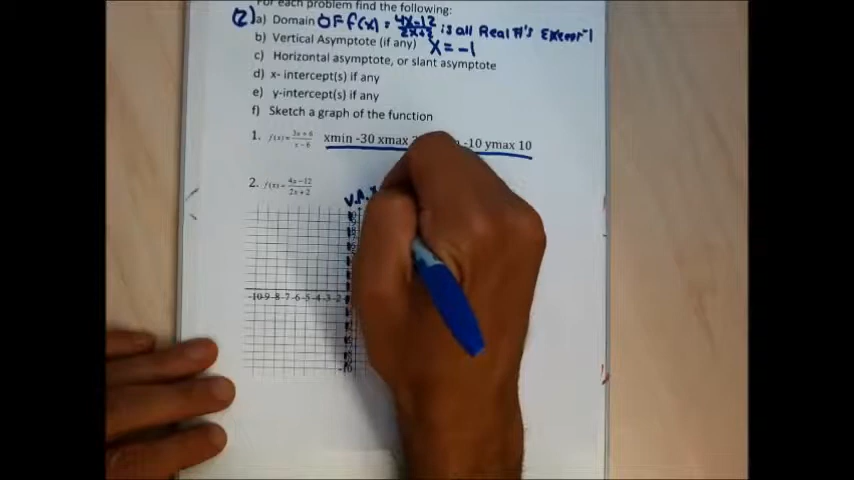 For each problem find the following:
(2) a) Domain OF f(x) = 4x-12 / 2x+2 is all Real #'s Except -1
b) Vertical Asymptote (if any) X = -1
c) Horizontal asymptote, or slant asymptote
d) x- intercept(s) if any
e) y-intercept(s) if any
f) Sketch a graph of the function
1. f(x) = 3x+6 / x-6 xmin -30 xmax -10 ymax 10
2. f(x) = 4x-12 / 2x+2
V.A.
-10-9-8-7-6-5-4-3-2